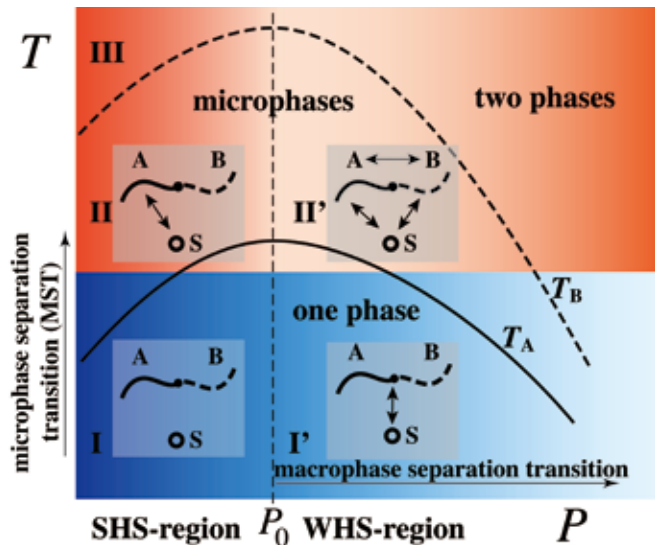 T
III
microphases
two phases
A B
A B
II
II'
S
S
microphase separation
transition (MST)
T_B
one phase
T_A
A B
A B
I
S
I'
S
macrophase separation transition
SHS-region
P_0
WHS-region
P